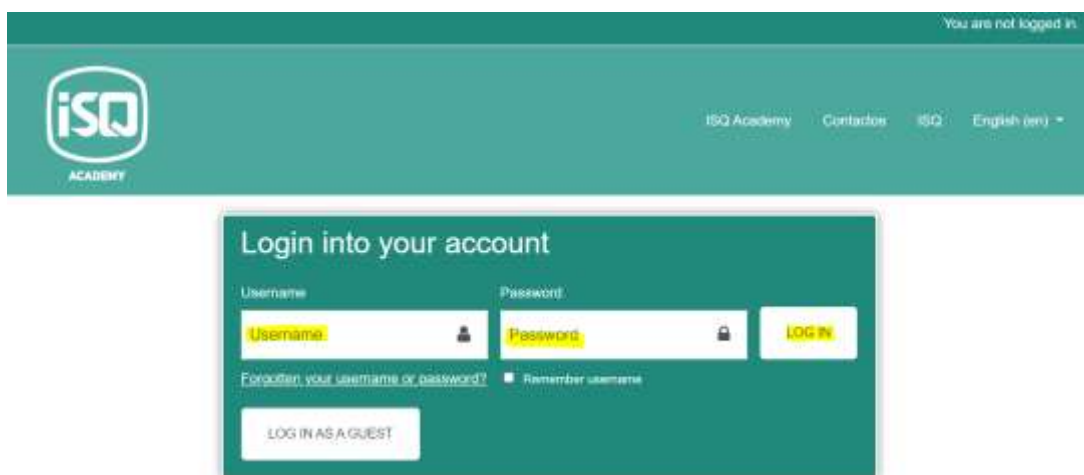 You are not logged in
iSQ
ACADEMY
ISQ Academy Contactos ISQ English (en)
Login into your account
Username Password
Username Password LOG IN
Forgotten your username or password? Remember username
LOG IN AS A GUEST